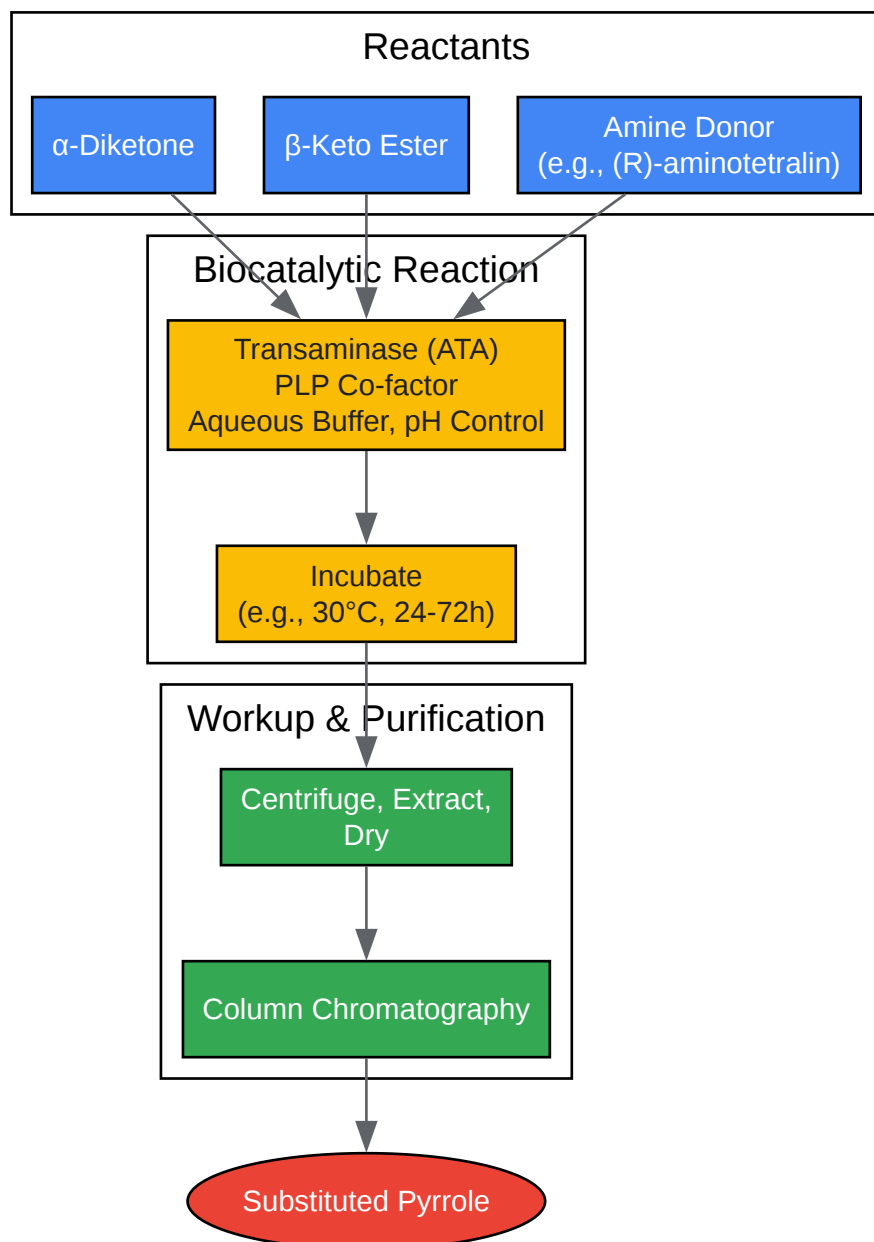 Reactants
α-Diketone
β-Keto Ester
Amine Donor
(e.g., (R)-aminotetralin)
Biocatalytic Reaction
Transaminase (ATA)
PLP Co-factor
Aqueous Buffer, pH Control
Incubate
(e.g., 30°C, 24-72h)
Workup & Purification
Centrifuge, Extract,
Dry
Column Chromatography
Substituted Pyrrole